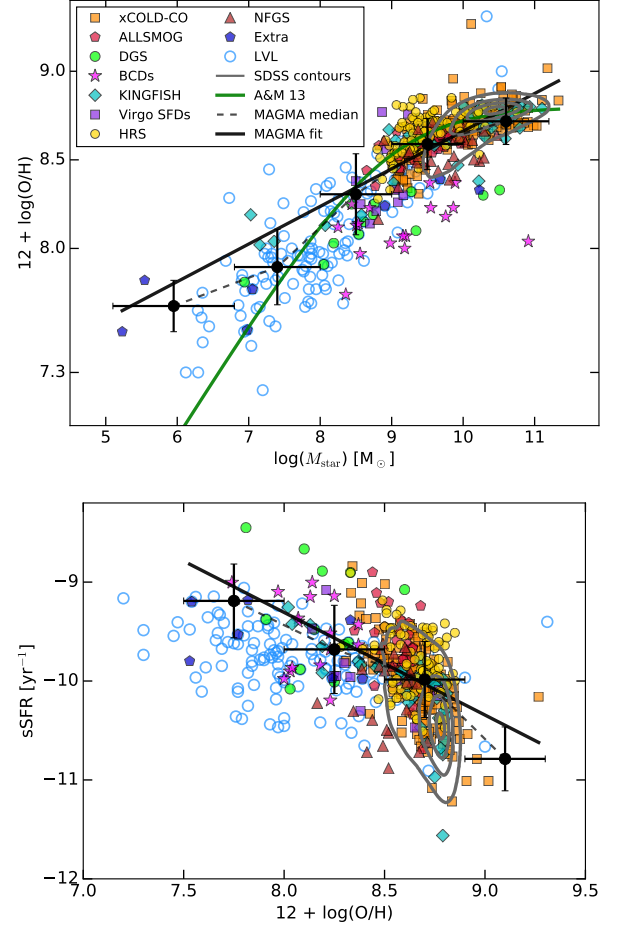 9.0
8.5
8.0
7.3
12 + log(O/H)
xCOLD-CO
ALLSMOG
DGS
BCDs
KINGFISH
Virgo SFDs
HRS
NFGS
Extra
LVL
SDSS contours
A&M 13
MAGMA median
MAGMA fit
5 6 7 8 9 10 11
log(M_star) [M_⊙]
−9
−10
−11
−12
sSFR [yr⁻¹]
7.0 7.5 8.0 8.5 9.0 9.5
12 + log(O/H)